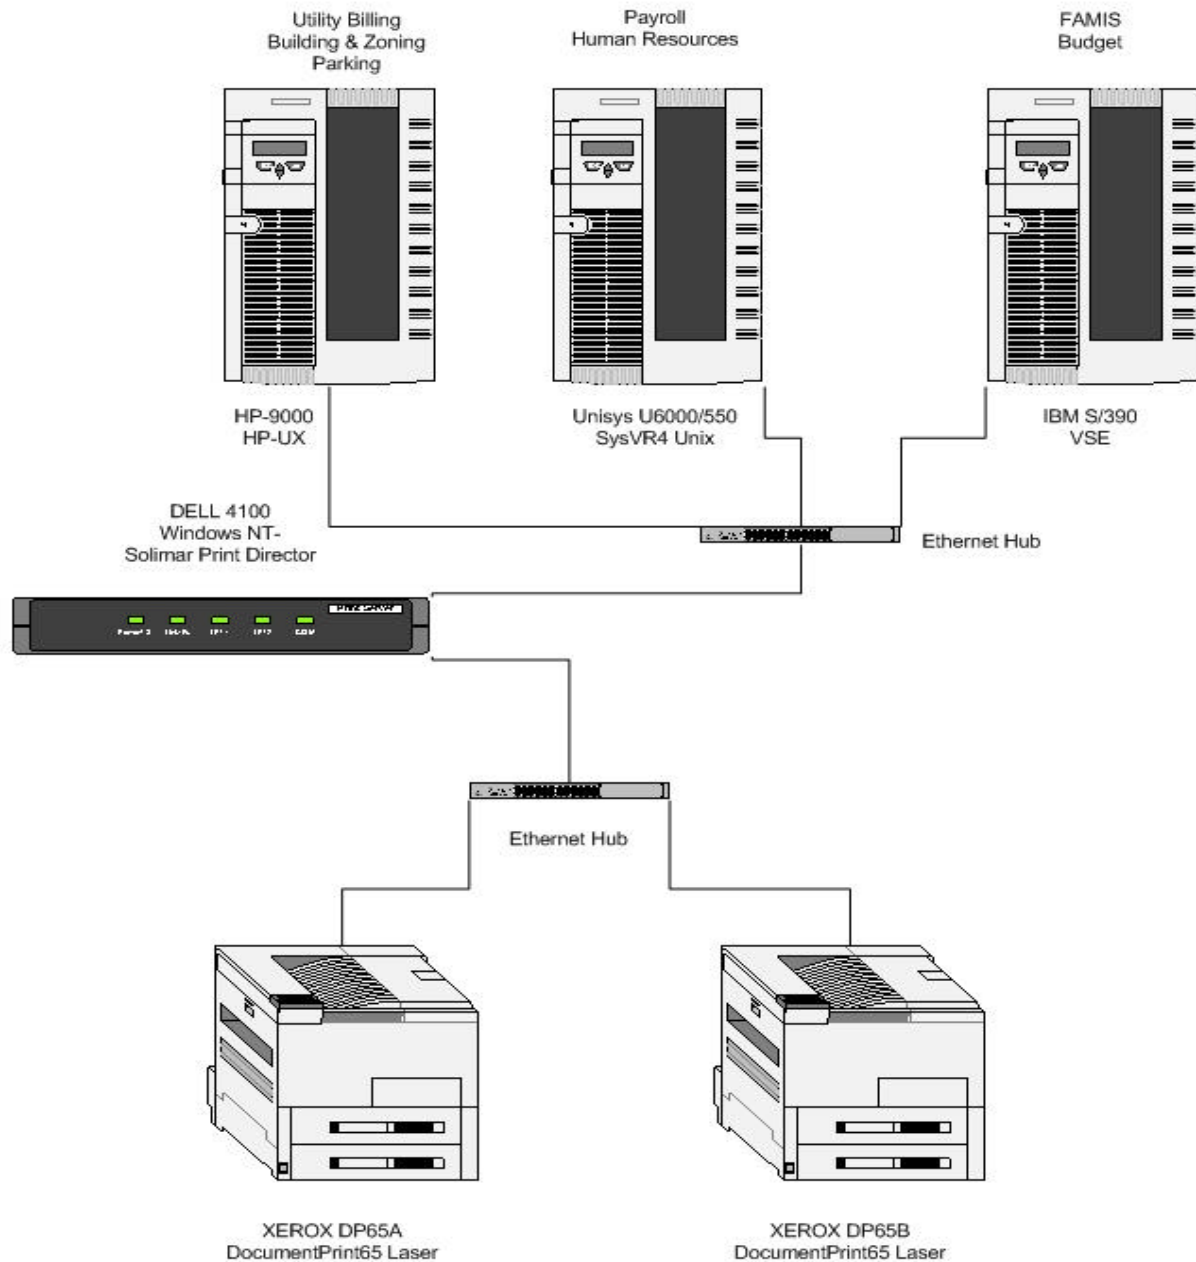 Utility Billing
Building & Zoning
Parking
Payroll
Human Resources
FAMIS
Budget
HP-9000
HP-UX
Unisys U6000/550
SysVR4 Unix
IBM S/390
VSE
DELL 4100
Windows NT-
Solimar Print Director
Ethernet Hub
Ethernet Hub
XEROX DP65A
DocumentPrint65 Laser
XEROX DP65B
DocumentPrint65 Laser